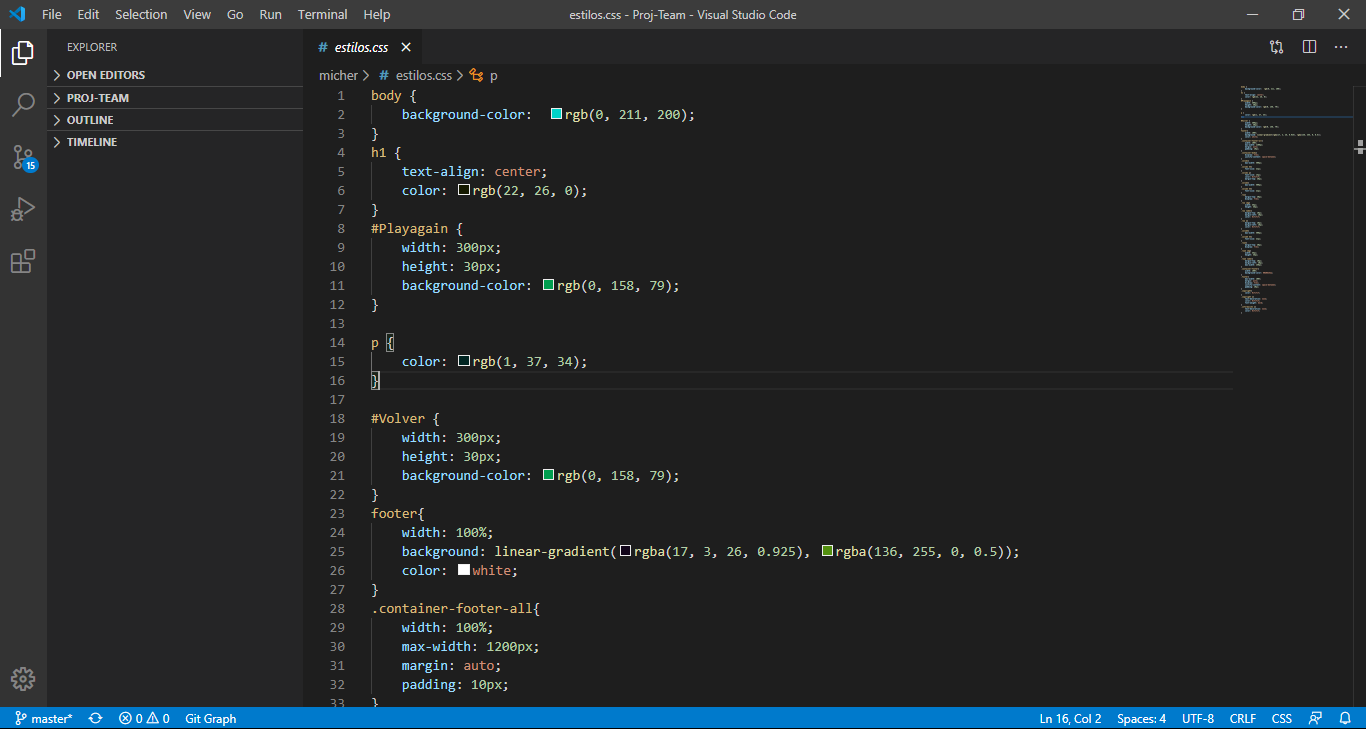 File Edit Selection View Go Run Terminal Help estilos.css - Proj-Team - Visual Studio Code
EXPLORER
OPEN EDITORS
PROJ-TEAM
OUTLINE
TIMELINE
15
# estilos.css
micher > # estilos.css > p
1 body {
2 background-color: rgb(0, 211, 200);
3 }
4 h1 {
5 text-align: center;
6 color: rgb(22, 26, 0);
7 }
8 #Playagain {
9 width: 300px;
10 height: 30px;
11 background-color: rgb(0, 158, 79);
12 }
13
14 p {
15 color: rgb(1, 37, 34);
16 }
17
18 #Volver {
19 width: 300px;
20 height: 30px;
21 background-color: rgb(0, 158, 79);
22 }
23 footer{
24 width: 100%;
25 background: linear-gradient(rgba(17, 3, 26, 0.925), rgba(136, 255, 0, 0.5));
26 color: white;
27 }
28 .container-footer-all{
29 width: 100%;
30 max-width: 1200px;
31 margin: auto;
32 padding: 10px;
33 }
master* 0 0 Git Graph Ln 16, Col 2 Spaces: 4 UTF-8 CRLF CSS